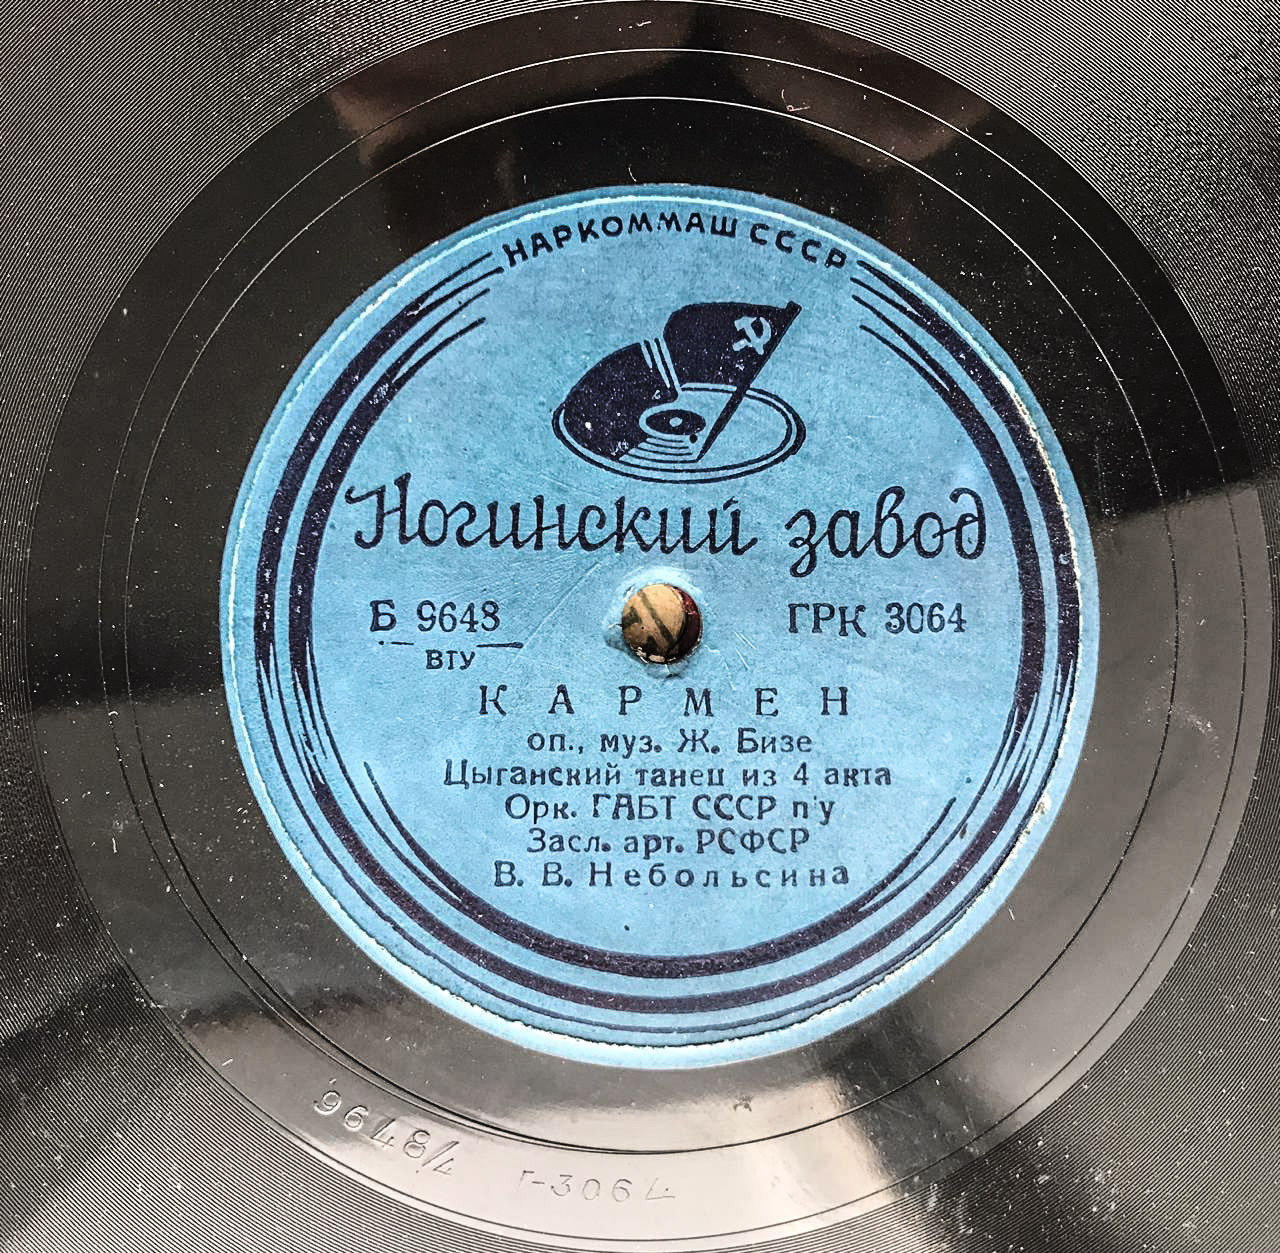 НАРКОММАШ СССР
Ногинский завод
Б 9648
ВТУ
ГРК 3064
КАРМЕН
оп., муз. Ж. Бизе
Цыганский танец из 4 акта
Орк. ГАБТ СССР п/у
Засл. арт. РСФСР
В. В. Небольсина
9648/4 Г-3064